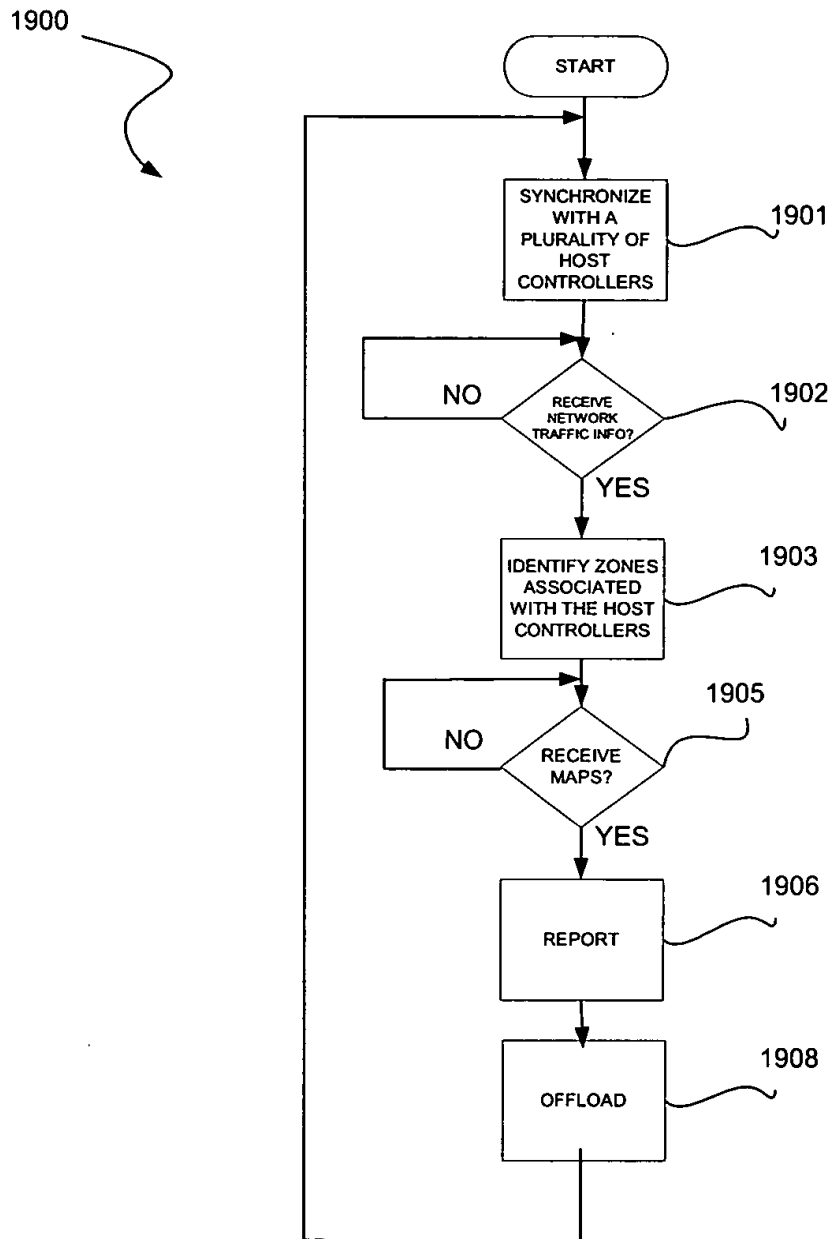 1900
START
SYNCHRONIZE
WITH A
PLURALITY OF
HOST
CONTROLLERS
1901
RECEIVE
NETWORK
TRAFFIC INFO?
1902
NO
YES
IDENTIFY ZONES
ASSOCIATED
WITH THE HOST
CONTROLLERS
1903
RECEIVE
MAPS?
1905
NO
YES
REPORT
1906
OFFLOAD
1908